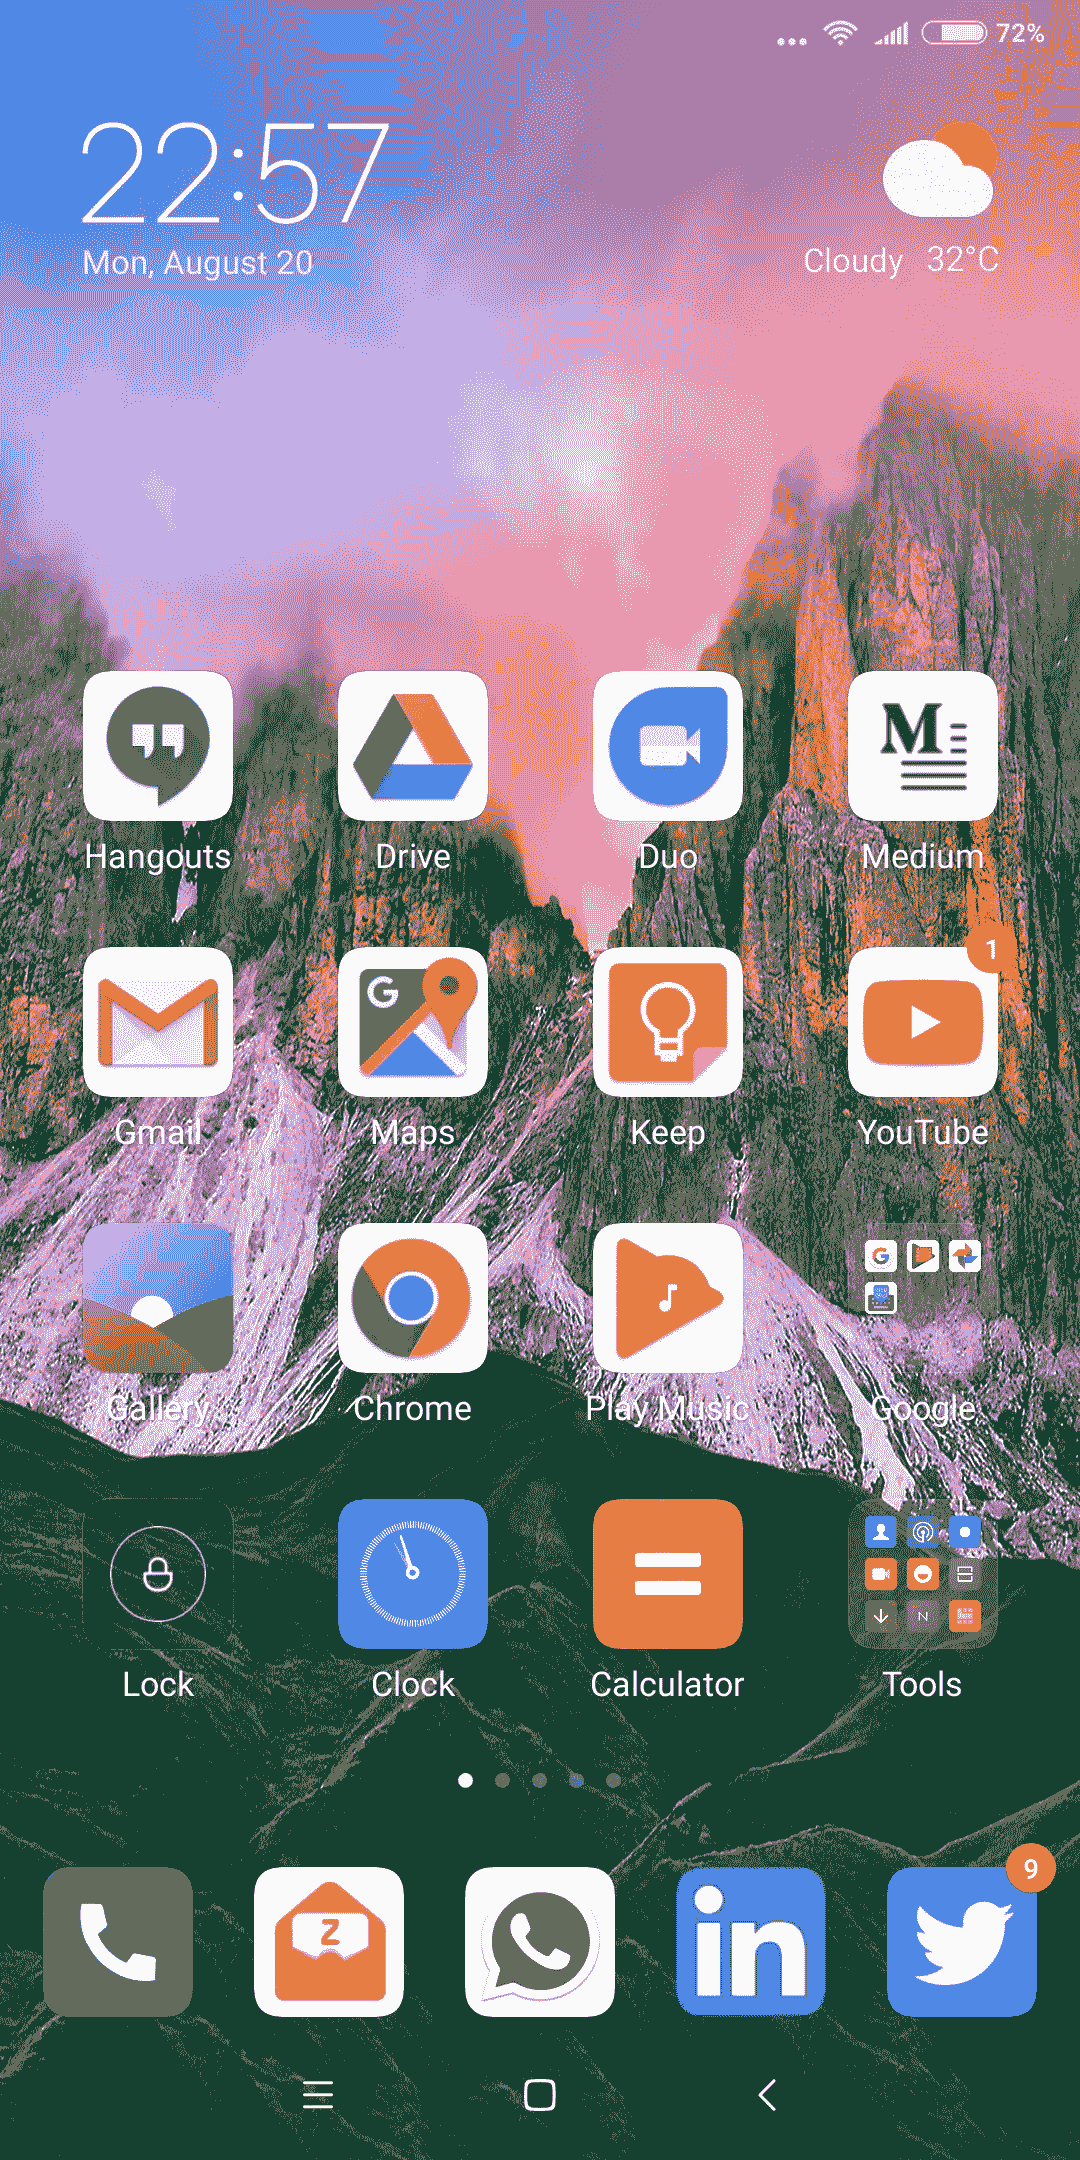 72%
22:57
Mon, August 20
Cloudy 32°C
M
Hangouts Drive Duo Medium
1
G
Gmail Maps Keep YouTube
G
Gallery Chrome Play Music Google
N
Lock Clock Calculator Tools
9
Z
in